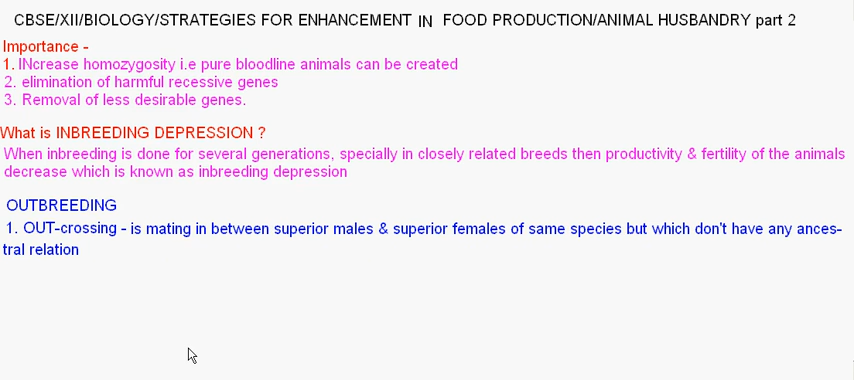 CBSE/XII/BIOLOGY/STRATEGIES FOR ENHANCEMENT IN FOOD PRODUCTION/ANIMAL HUSBANDRY part 2
Importance -
1. INcrease homozygosity i.e pure bloodline animals can be created
2. elimination of harmful recessive genes
3. Removal of less desirable genes.
What is INBREEDING DEPRESSION ?
When inbreeding is done for several generations, specially in closely related breeds then productivity & fertility of the animals
decrease which is known as inbreeding depression
OUTBREEDING
1. OUT-crossing - is mating in between superior males & superior females of same species but which don't have any ances-
tral relation